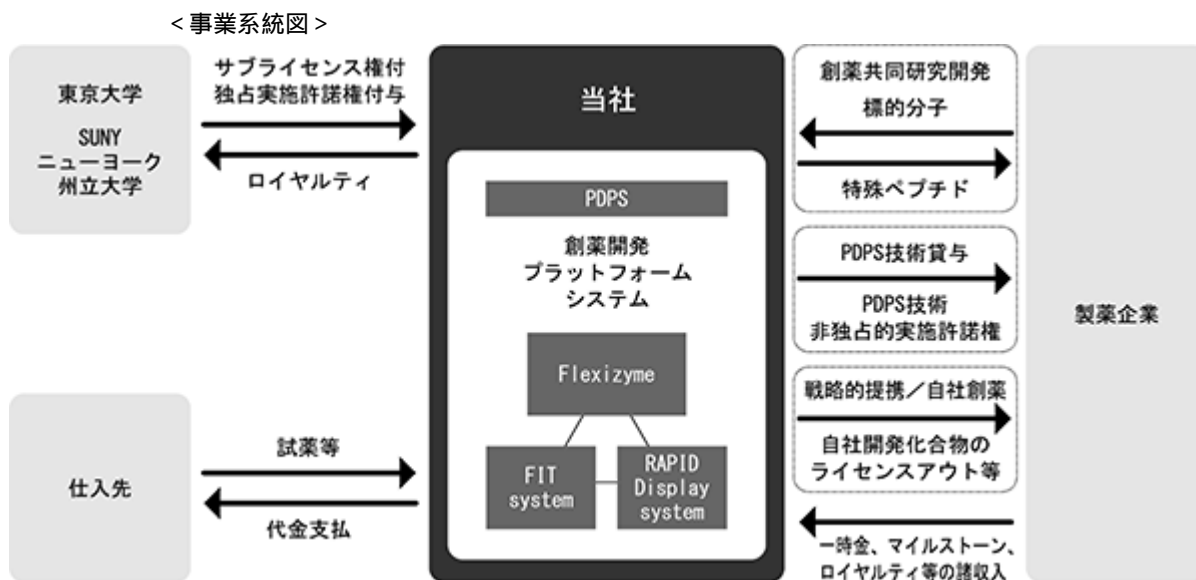 ＜事業系統図＞
東京大学
SUNY
ニューヨーク
州立大学
サブライセンス権付
独占実施許諾権付与
ロイヤルティ
仕入先
試薬等
代金支払
当社
PDPS
創薬開発
プラットフォーム
システム
Flexizyme
FIT
system
RAPID
Display
system
創薬共同研究開発
標的分子
特殊ペプチド
PDPS技術貸与
PDPS技術
非独占的実施許諾権
戦略的提携／自社創薬
自社開発化合物の
ライセンスアウト等
一時金、マイルストーン、
ロイヤルティ等の諸収入
製薬企業